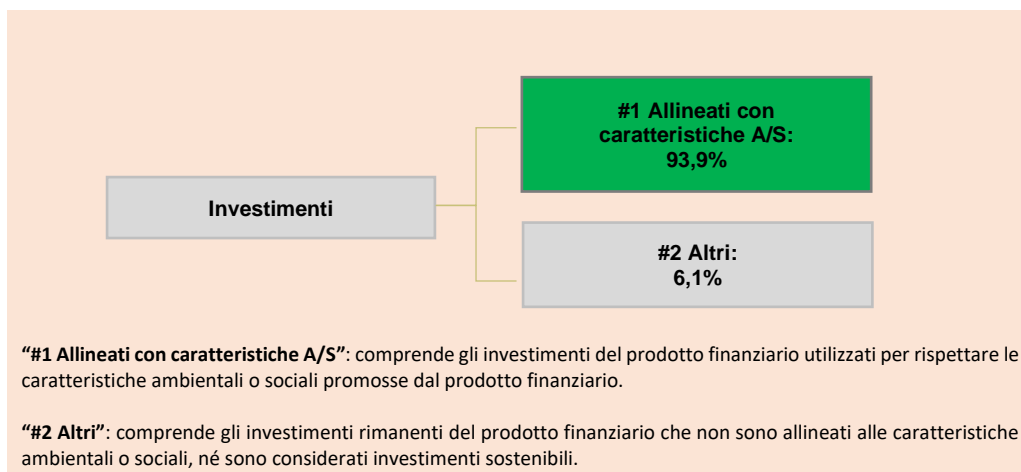 #1 Allineati con
caratteristiche A/S:
93,9%
Investimenti
#2 Altri:
6,1%
“#1 Allineati con caratteristiche A/S”: comprende gli investimenti del prodotto finanziario utilizzati per rispettare le
caratteristiche ambientali o sociali promosse dal prodotto finanziario.
“#2 Altri”: comprende gli investimenti rimanenti del prodotto finanziario che non sono allineati alle caratteristiche
ambientali o sociali, né sono considerati investimenti sostenibili.